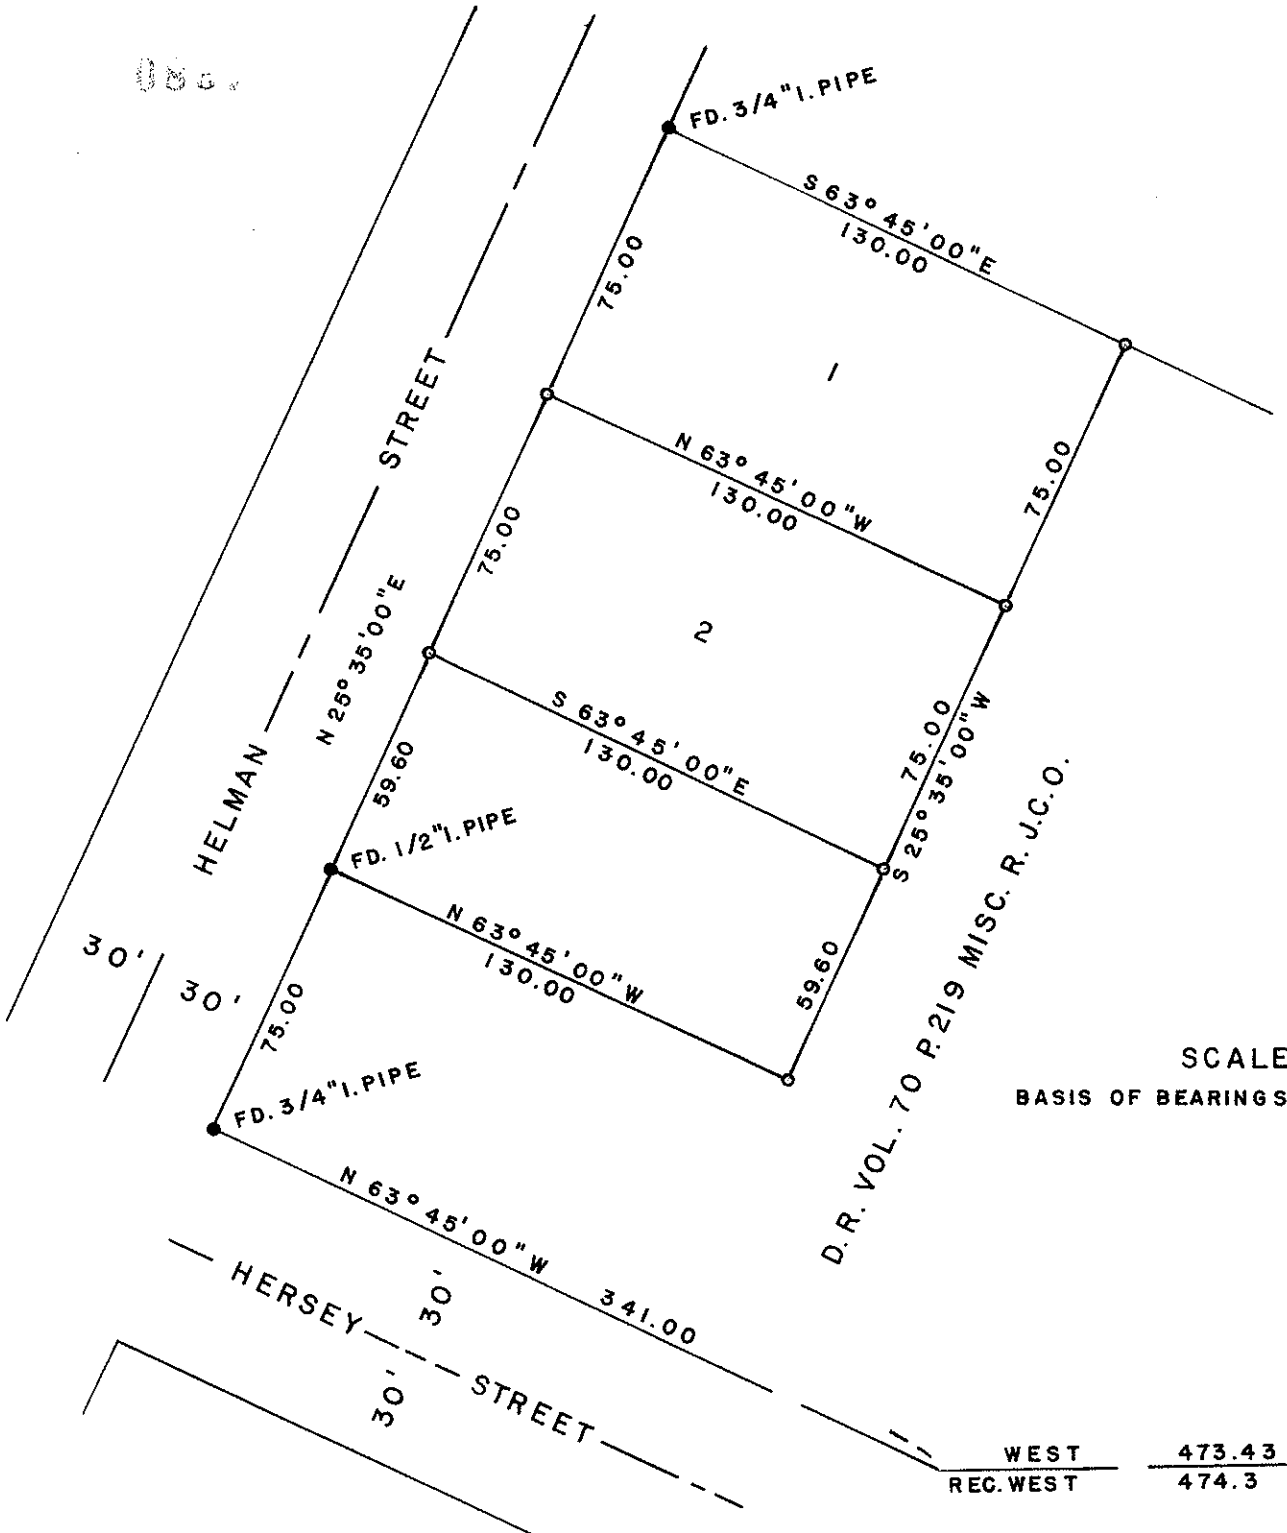 FD. 3/4" I. PIPE
S 63° 45' 00" E
130.00
75.00
1
STREET
N 63° 45' 00" W
130.00
75.00
75.00
2
N 25° 35' 00" E
S 63° 45' 00" E
130.00
75.00
S 25° 35' 00" W
HELMAN
59.60
FD. 1/2" I. PIPE
N 63° 45' 00" W
130.00
59.60
30'
30'
75.00
D. R. VOL. 70 P. 219 MISC. R. J.C.O.
SCALE
BASIS OF BEARINGS
FD. 3/4" I. PIPE
N 63° 45' 00" W 341.00
HERSEY STREET
30'
30'
WEST 473.43
REC. WEST 474.3